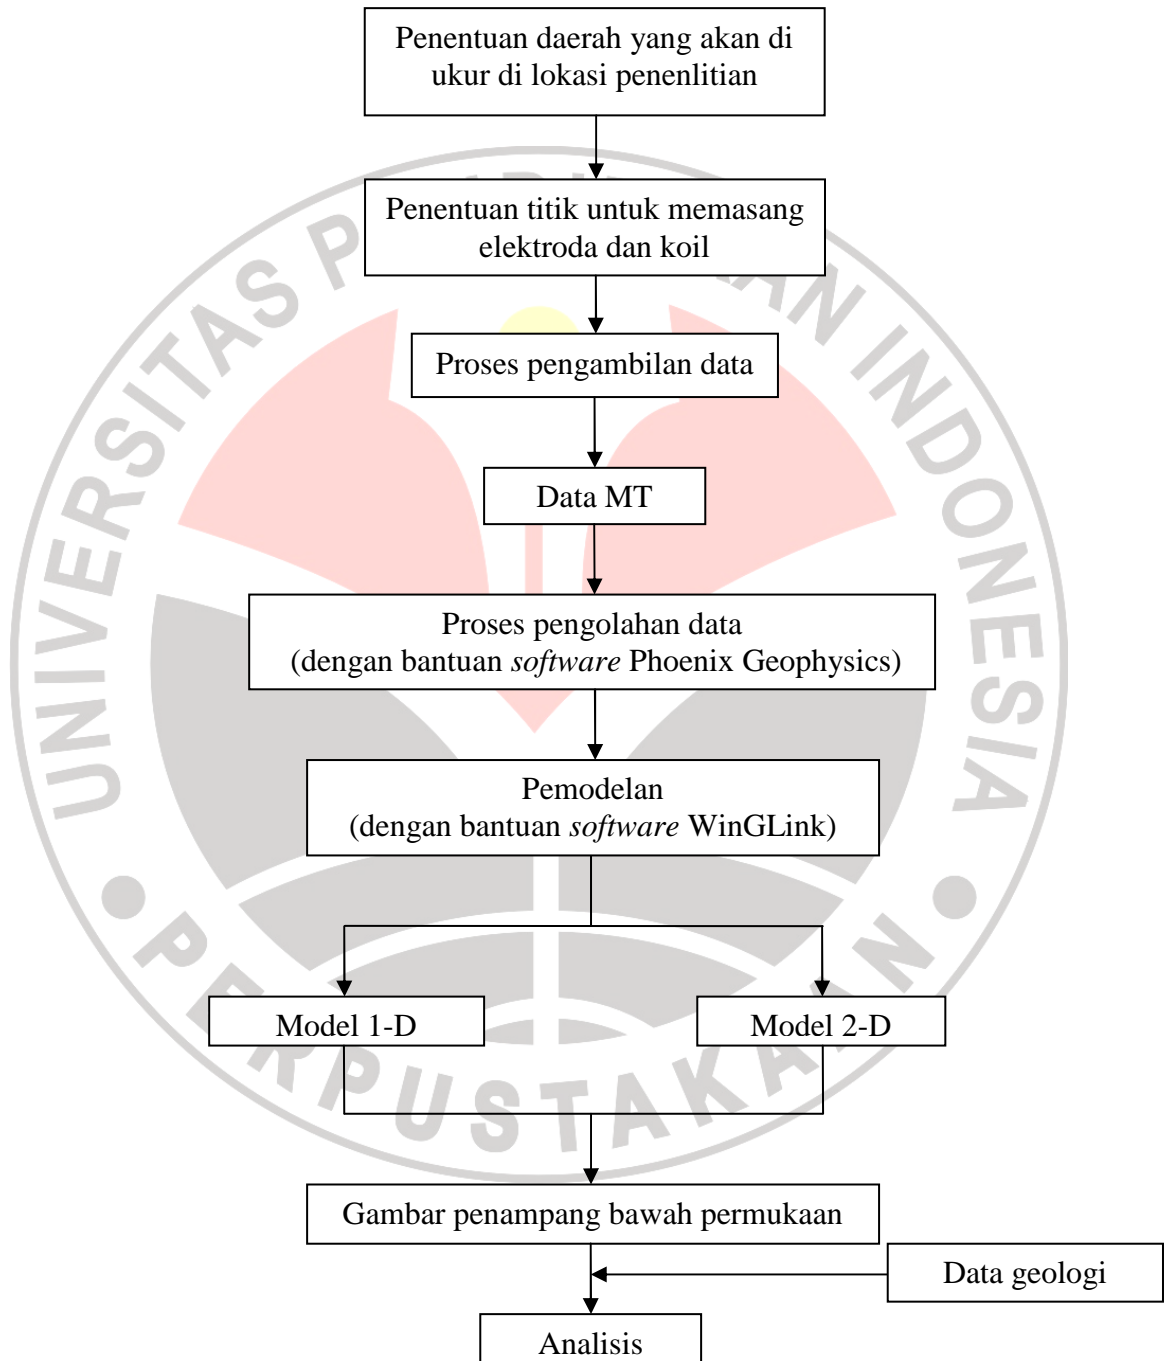 Penentuan daerah yang akan di
ukur di lokasi penenlitian
Penentuan titik untuk memasang
elektroda dan koil
Proses pengambilan data
Data MT
Proses pengolahan data
(dengan bantuan software Phoenix Geophysics)
Pemodelan
(dengan bantuan software WinGLink)
Model 1-D
Model 2-D
Gambar penampang bawah permukaan
Data geologi
Analisis
UNIVERSITAS INDONESIA
PERPUSTAKAAN